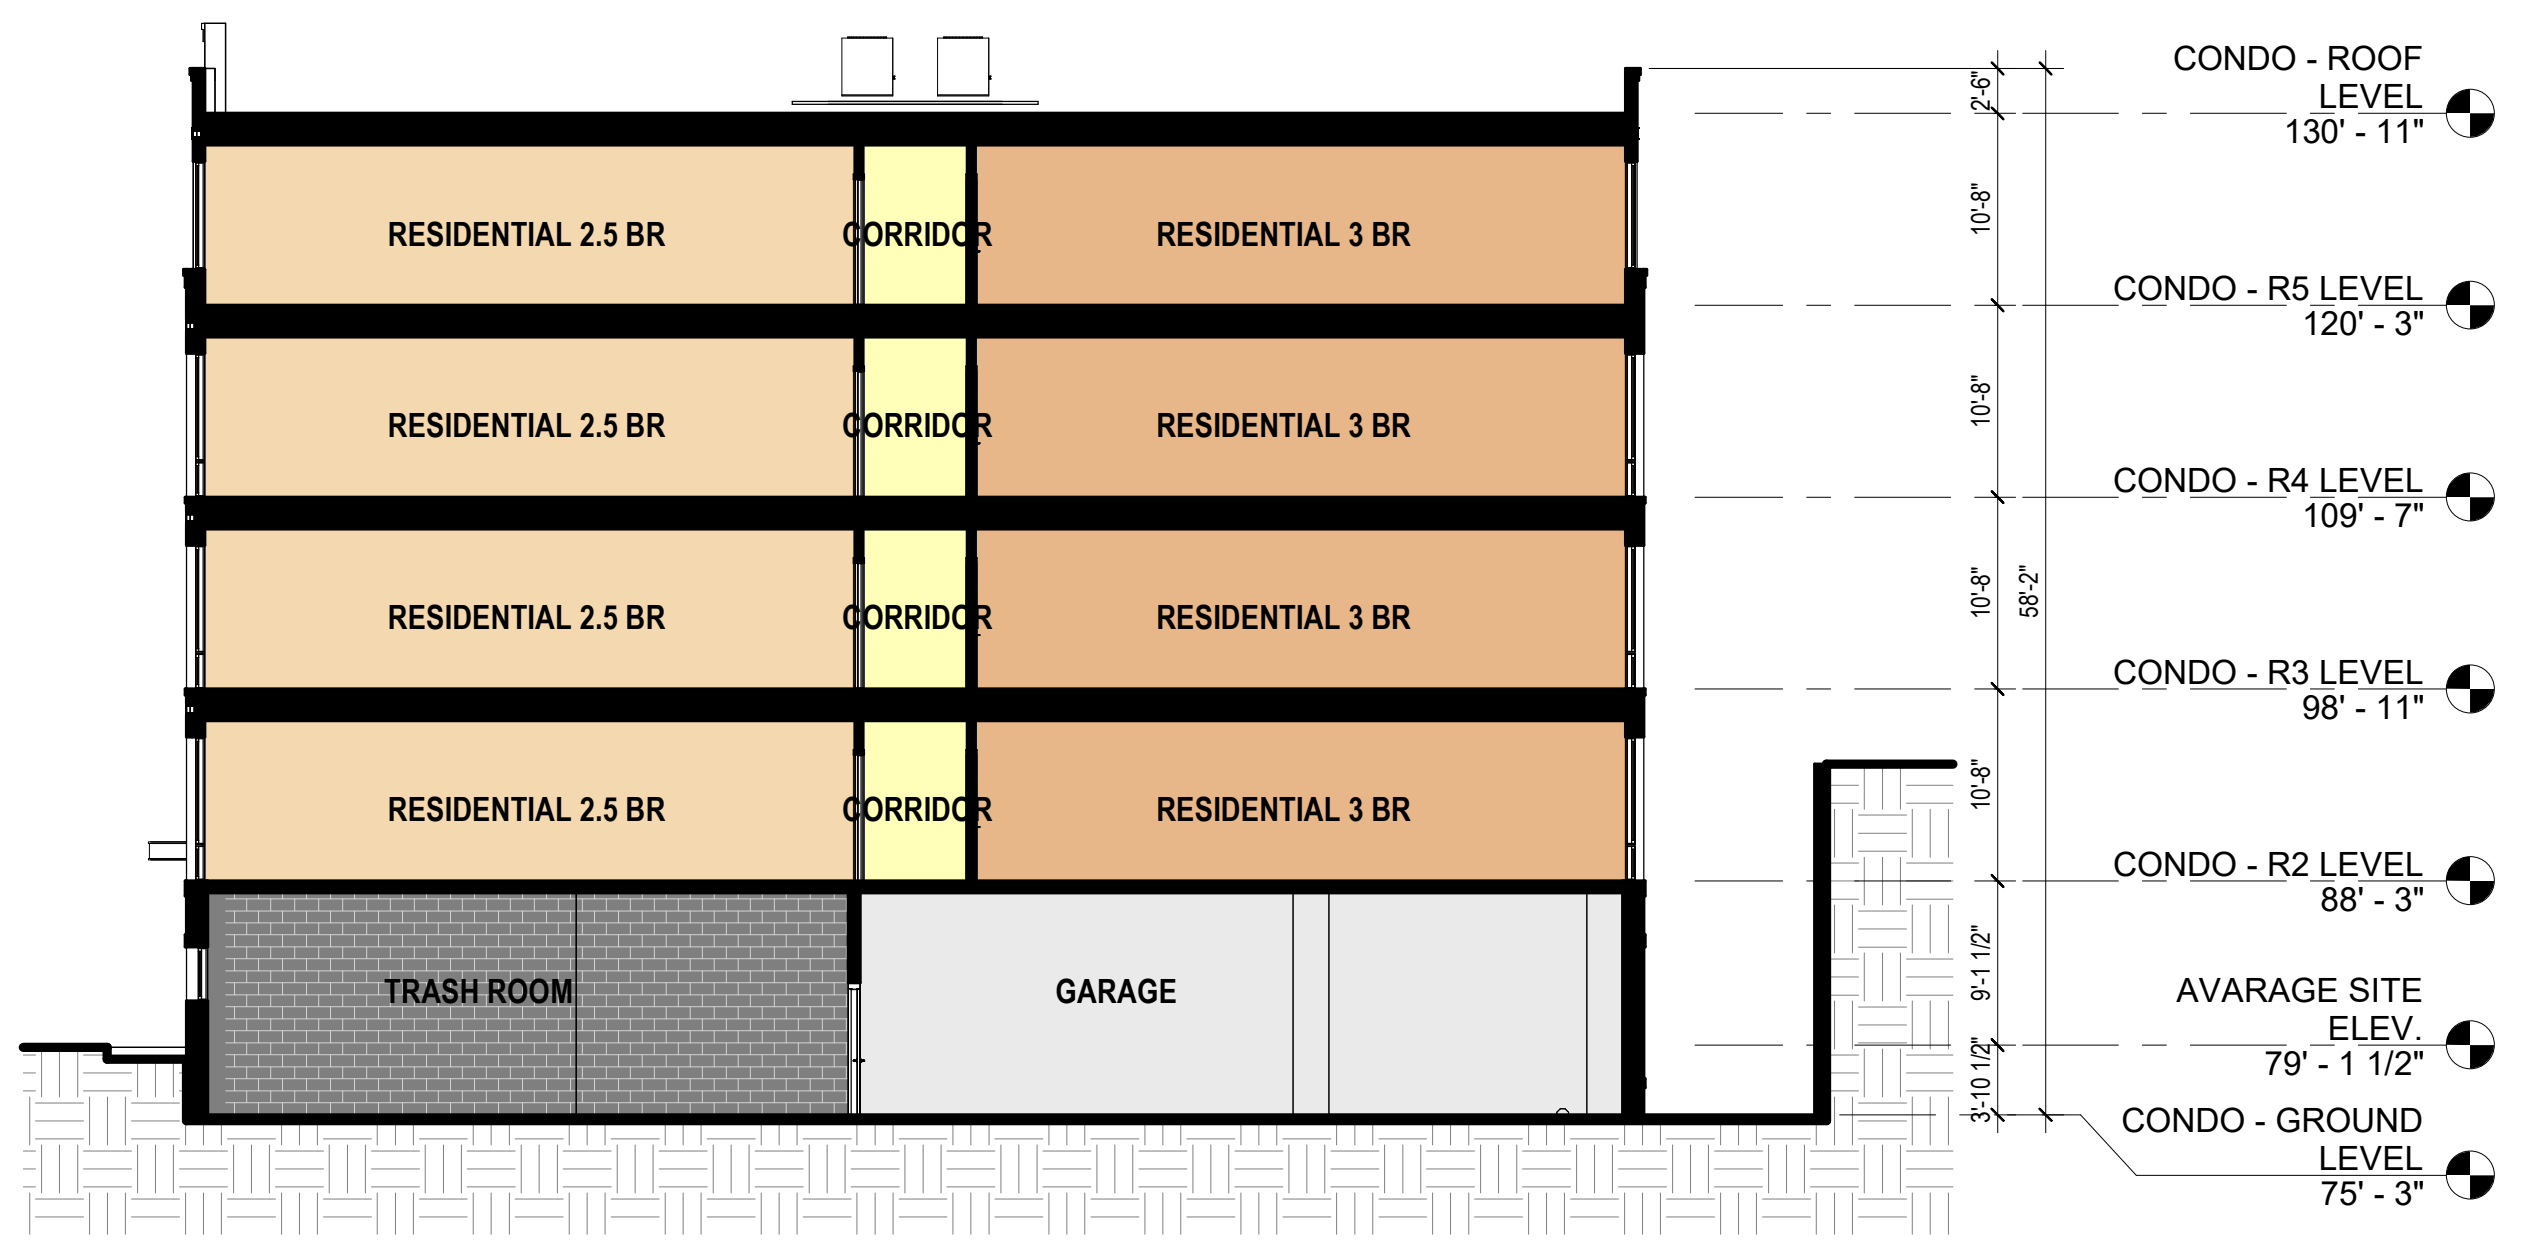 CONDO - ROOF
LEVEL
130' - 11"
2'-6"
RESIDENTIAL 2.5 BR
CORRIDOR
RESIDENTIAL 3 BR
10'-8"
CONDO - R5 LEVEL
120' - 3"
RESIDENTIAL 2.5 BR
CORRIDOR
RESIDENTIAL 3 BR
10'-8"
CONDO - R4 LEVEL
109' - 7"
RESIDENTIAL 2.5 BR
CORRIDOR
RESIDENTIAL 3 BR
10'-8"
58'-2"
CONDO - R3 LEVEL
98' - 11"
RESIDENTIAL 2.5 BR
CORRIDOR
RESIDENTIAL 3 BR
10'-8"
CONDO - R2 LEVEL
88' - 3"
TRASH ROOM
GARAGE
9'-1 1/2"
AVARAGE SITE
ELEV.
79' - 1 1/2"
3'-10 1/2"
CONDO - GROUND
LEVEL
75' - 3"